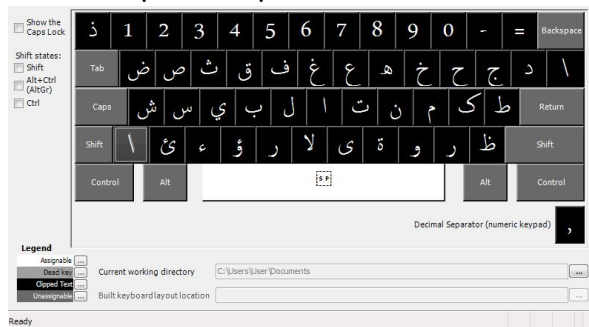 Show the Caps Lock
ذ 1 2 3 4 5 6 7 8 9 0 - = Backspace
Shift states:
Shift
Alt+Ctrl (AltGr)
Ctrl
Tab ض ص ث ق ف غ ع ه خ ح ج د \
Caps ش س ي ب ل ا ت ن م ك ط Return
Shift \ ئ ء ؤ ر لا ى ة و ز ظ Shift
Control Alt SP Alt Control
Decimal Separator (numeric keypad) ,
Legend
Assignable ...
Dead key ...
Clipped Text ...
Unassignable ...
Current working directory C:\Users\User\Documents ...
Built keyboard layout location ...
Ready